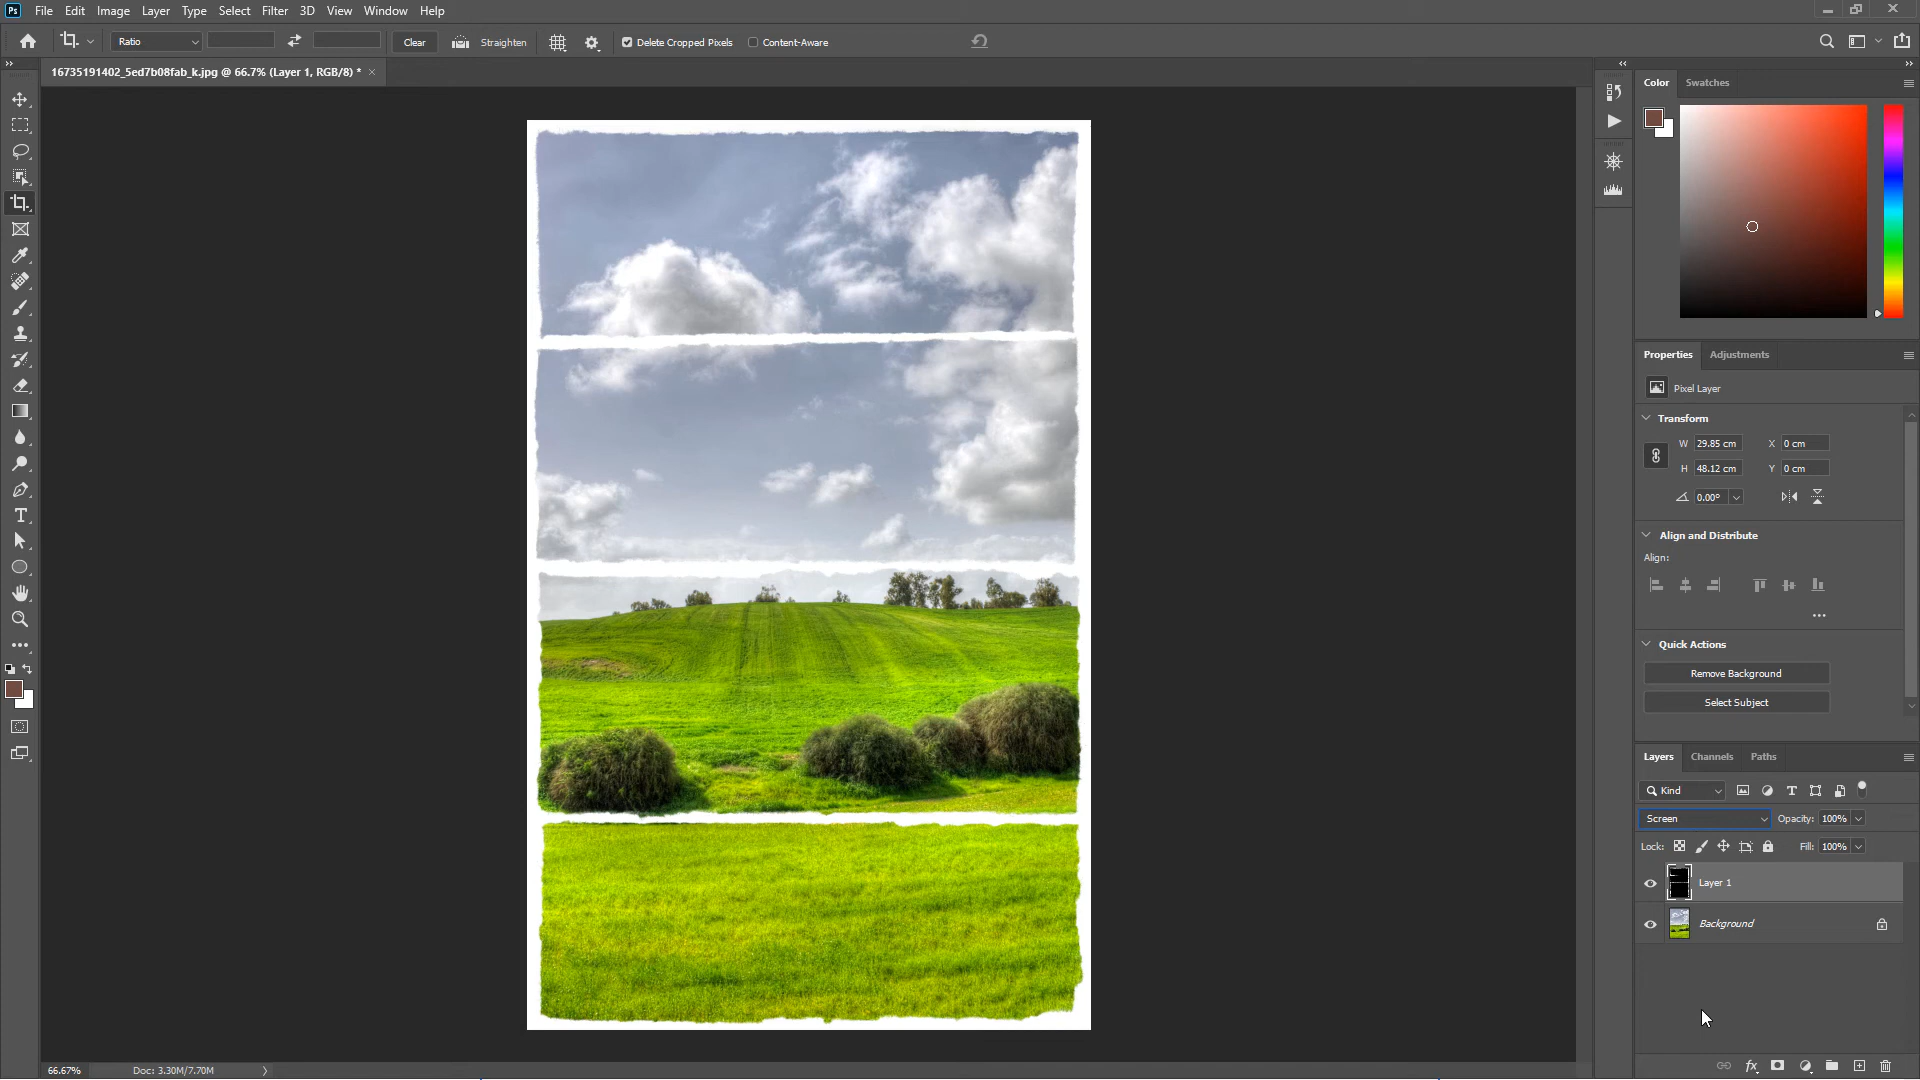 Ps File Edit Image Layer Type Select Filter 3D View Window Help
Ratio Clear Straighten Delete Cropped Pixels Content-Aware
16735191402_5ed7b08fab_k.jpg @ 66.7% (Layer 1, RGB/8) *
Color Swatches
Properties Adjustments
Pixel Layer
Transform
W 29.85 cm X 0 cm
H 48.12 cm Y 0 cm
0.00°
Align and Distribute
Align:
Quick Actions
Remove Background
Select Subject
Layers Channels Paths
Kind
Screen Opacity: 100%
Lock: Fill: 100%
Layer 1
Background
66.67% Doc: 3.30M/7.70M